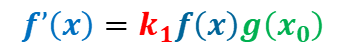 f'(x) = k₁f(x)g(x₀)